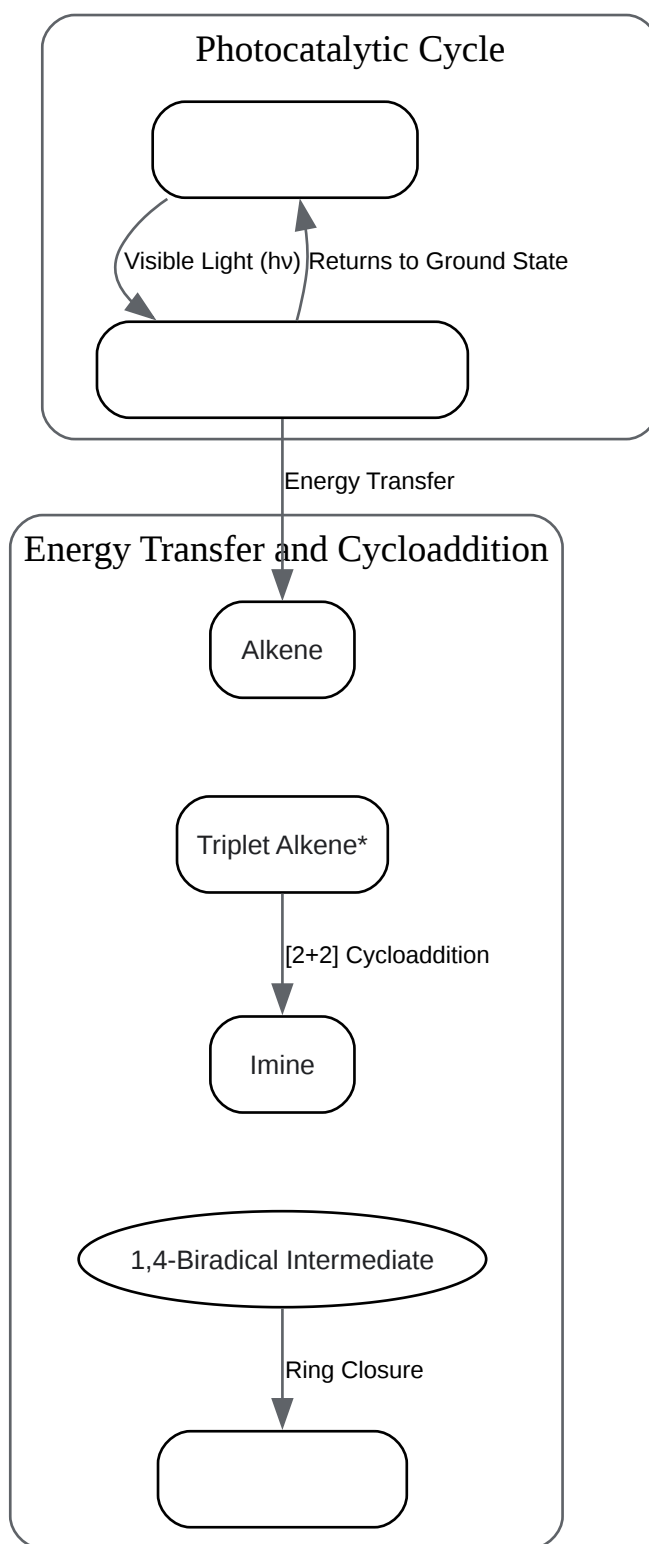 Photocatalytic Cycle
Visible Light (hν)
Returns to Ground State
Energy Transfer
Energy Transfer and Cycloaddition
Alkene
Triplet Alkene*
[2+2] Cycloaddition
Imine
1,4-Biradical Intermediate
Ring Closure